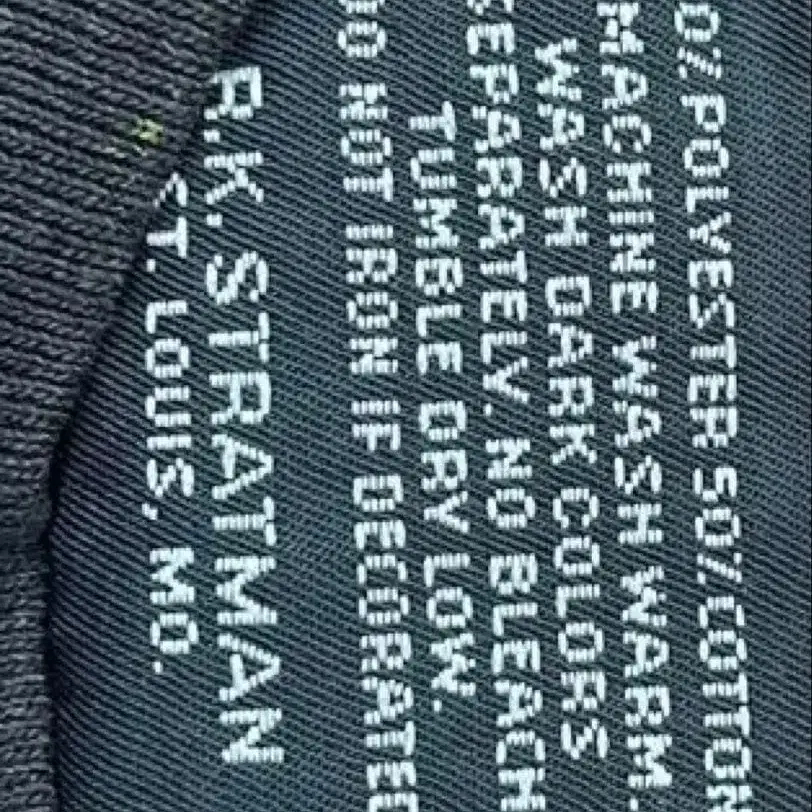 0% POLYESTER 50% COTTON
MACHINE WASH WARM.
WASH DARK COLORS
SEPARATELY. NO BLEACH
TUMBLE DRY LOW.
DO NOT IRON IF DECORATED
R.K. STRATMAN
ST. LOUIS, MO.